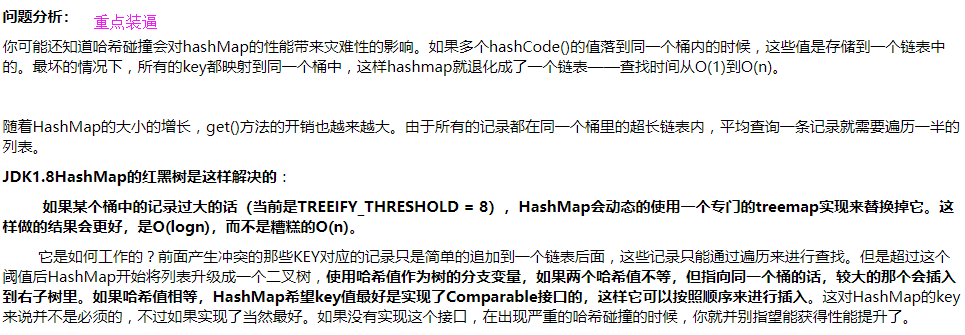 问题分析： 重点装逼
你可能还知道哈希碰撞会对hashMap的性能带来灾难性的影响。如果多个hashCode()的值落到同一个桶内的时候，这些值是存储到一个链表中
的。最坏的情况下，所有的key都映射到同一个桶中，这样hashmap就退化成了一个链表——查找时间从O(1)到O(n)。
随着HashMap的大小的增长，get()方法的开销也越来越大。由于所有的记录都在同一个桶里的超长链表内，平均查询一条记录就需要遍历一半的
列表。
JDK1.8HashMap的红黑树是这样解决的：
如果某个桶中的记录过大的话（当前是TREEIFY_THRESHOLD = 8），HashMap会动态的使用一个专门的treemap实现来替换掉它。这
样做的结果会更好，是O(logn)，而不是糟糕的O(n)。
它是如何工作的？前面产生冲突的那些KEY对应的记录只是简单的追加到一个链表后面，这些记录只能通过遍历来进行查找。但是超过这个
阈值后HashMap开始将列表升级成一个二叉树，使用哈希值作为树的分支变量，如果两个哈希值不等，但指向同一个桶的话，较大的那个会插入
到右子树里。如果哈希值相等，HashMap希望key值最好是实现了Comparable接口的，这样它可以按照顺序来进行插入。这对HashMap的key
来说并不是必须的，不过如果实现了当然最好。如果没有实现这个接口，在出现严重的哈希碰撞的时候，你就并别指望能获得性能提升了。